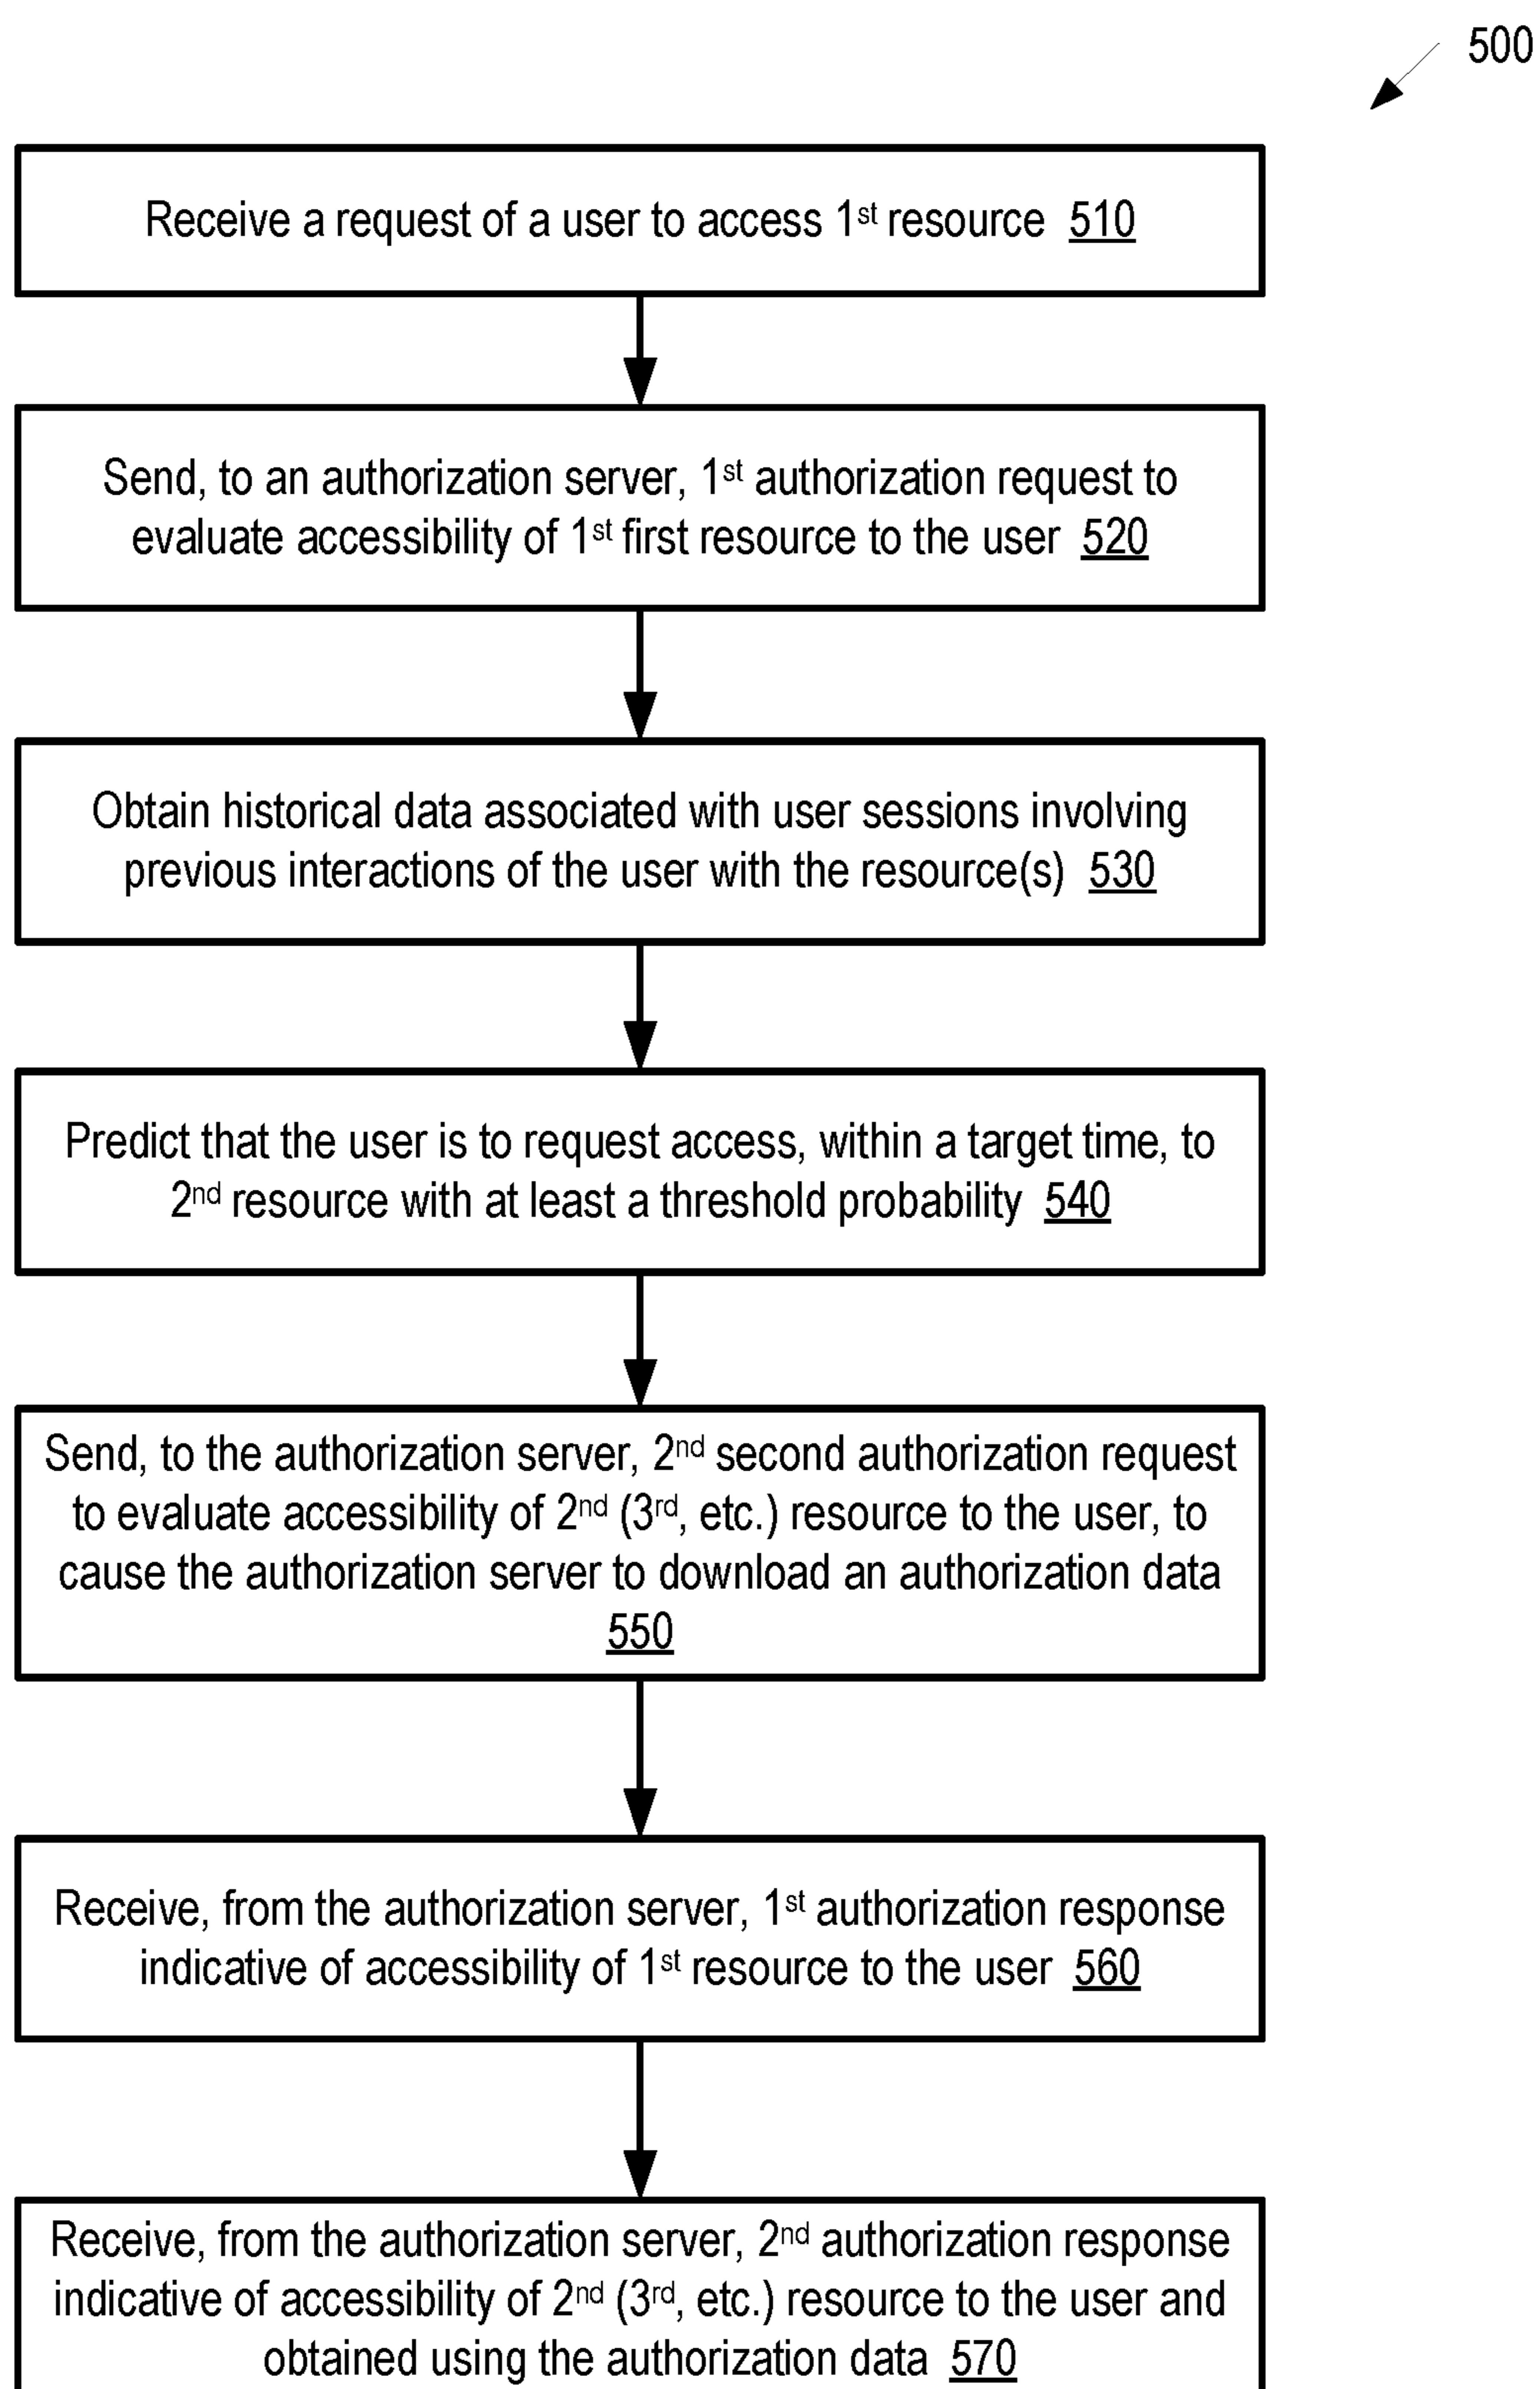 500
Receive a request of a user to access 1st resource 510
Send, to an authorization server, 1st authorization request to
evaluate accessibility of 1st first resource to the user 520
Obtain historical data associated with user sessions involving
previous interactions of the user with the resource(s) 530
Predict that the user is to request access, within a target time, to
2nd resource with at least a threshold probability 540
Send, to the authorization server, 2nd second authorization request
to evaluate accessibility of 2nd (3rd, etc.) resource to the user, to
cause the authorization server to download an authorization data
550
Receive, from the authorization server, 1st authorization response
indicative of accessibility of 1st resource to the user 560
Receive, from the authorization server, 2nd authorization response
indicative of accessibility of 2nd (3rd, etc.) resource to the user and
obtained using the authorization data 570